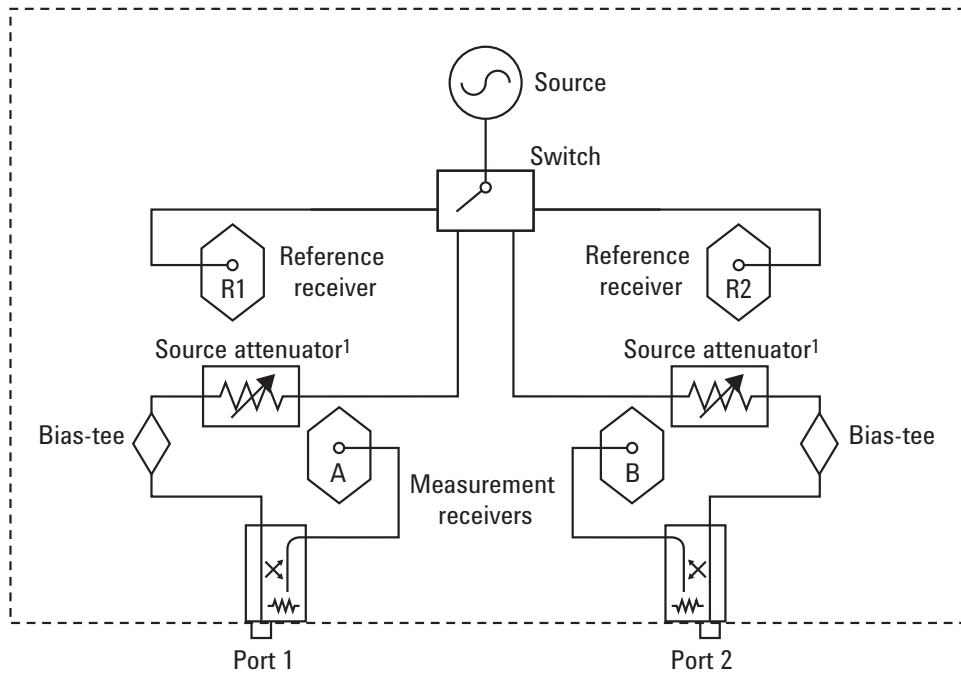 Source
Switch
Reference
receiver
R1
Reference
receiver
R2
Source attenuator1
Source attenuator1
Bias-tee
A
Measurement
receivers
B
Bias-tee
Port 1
Port 2